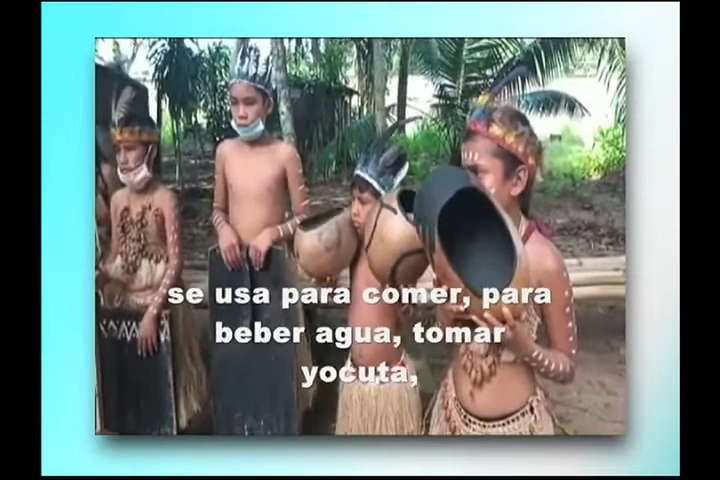 se usa para comer, para
beber agua, tomar
yocuta,